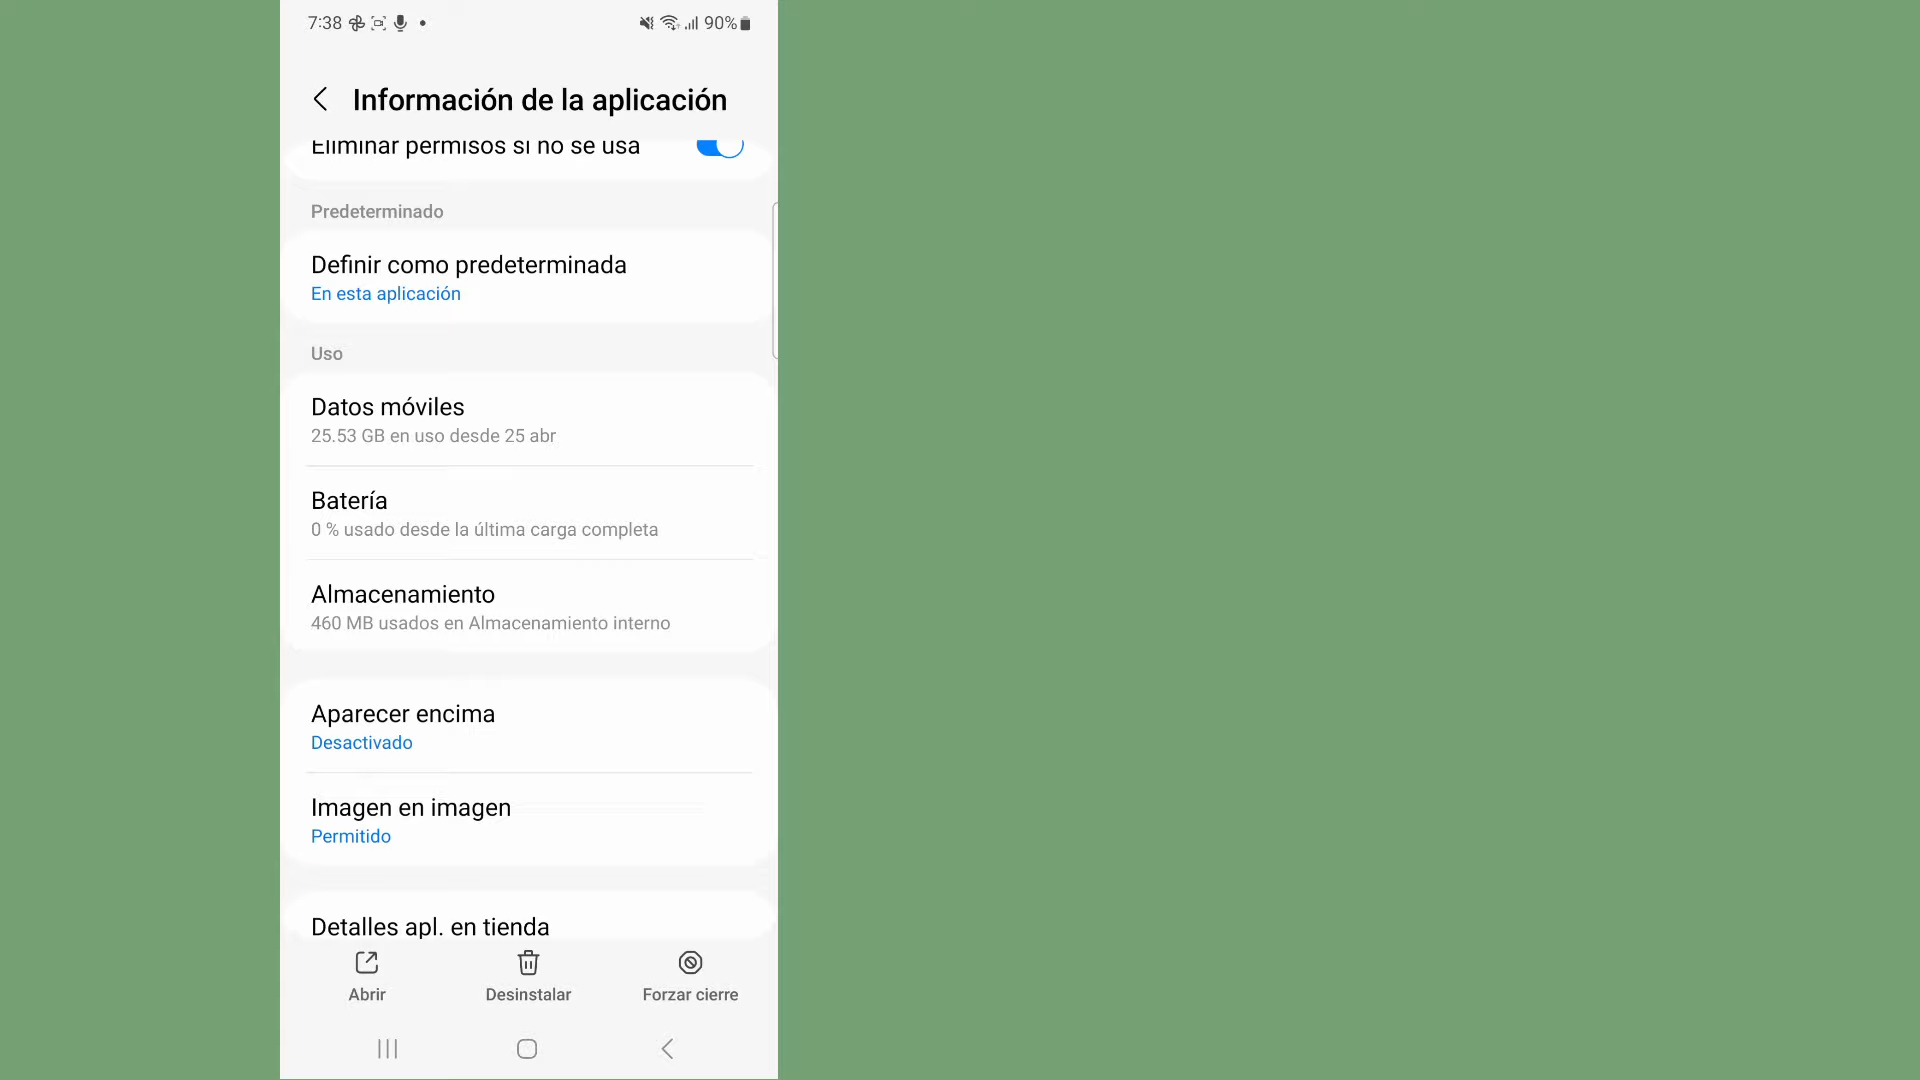 7:38 90%
Información de la aplicación
Eliminar permisos si no se usa
Predeterminado
Definir como predeterminada
En esta aplicación
Uso
Datos móviles
25.53 GB en uso desde 25 abr
Batería
0 % usado desde la última carga completa
Almacenamiento
460 MB usados en Almacenamiento interno
Aparecer encima
Desactivado
Imagen en imagen
Permitido
Detalles apl. en tienda
Abrir Desinstalar Forzar cierre